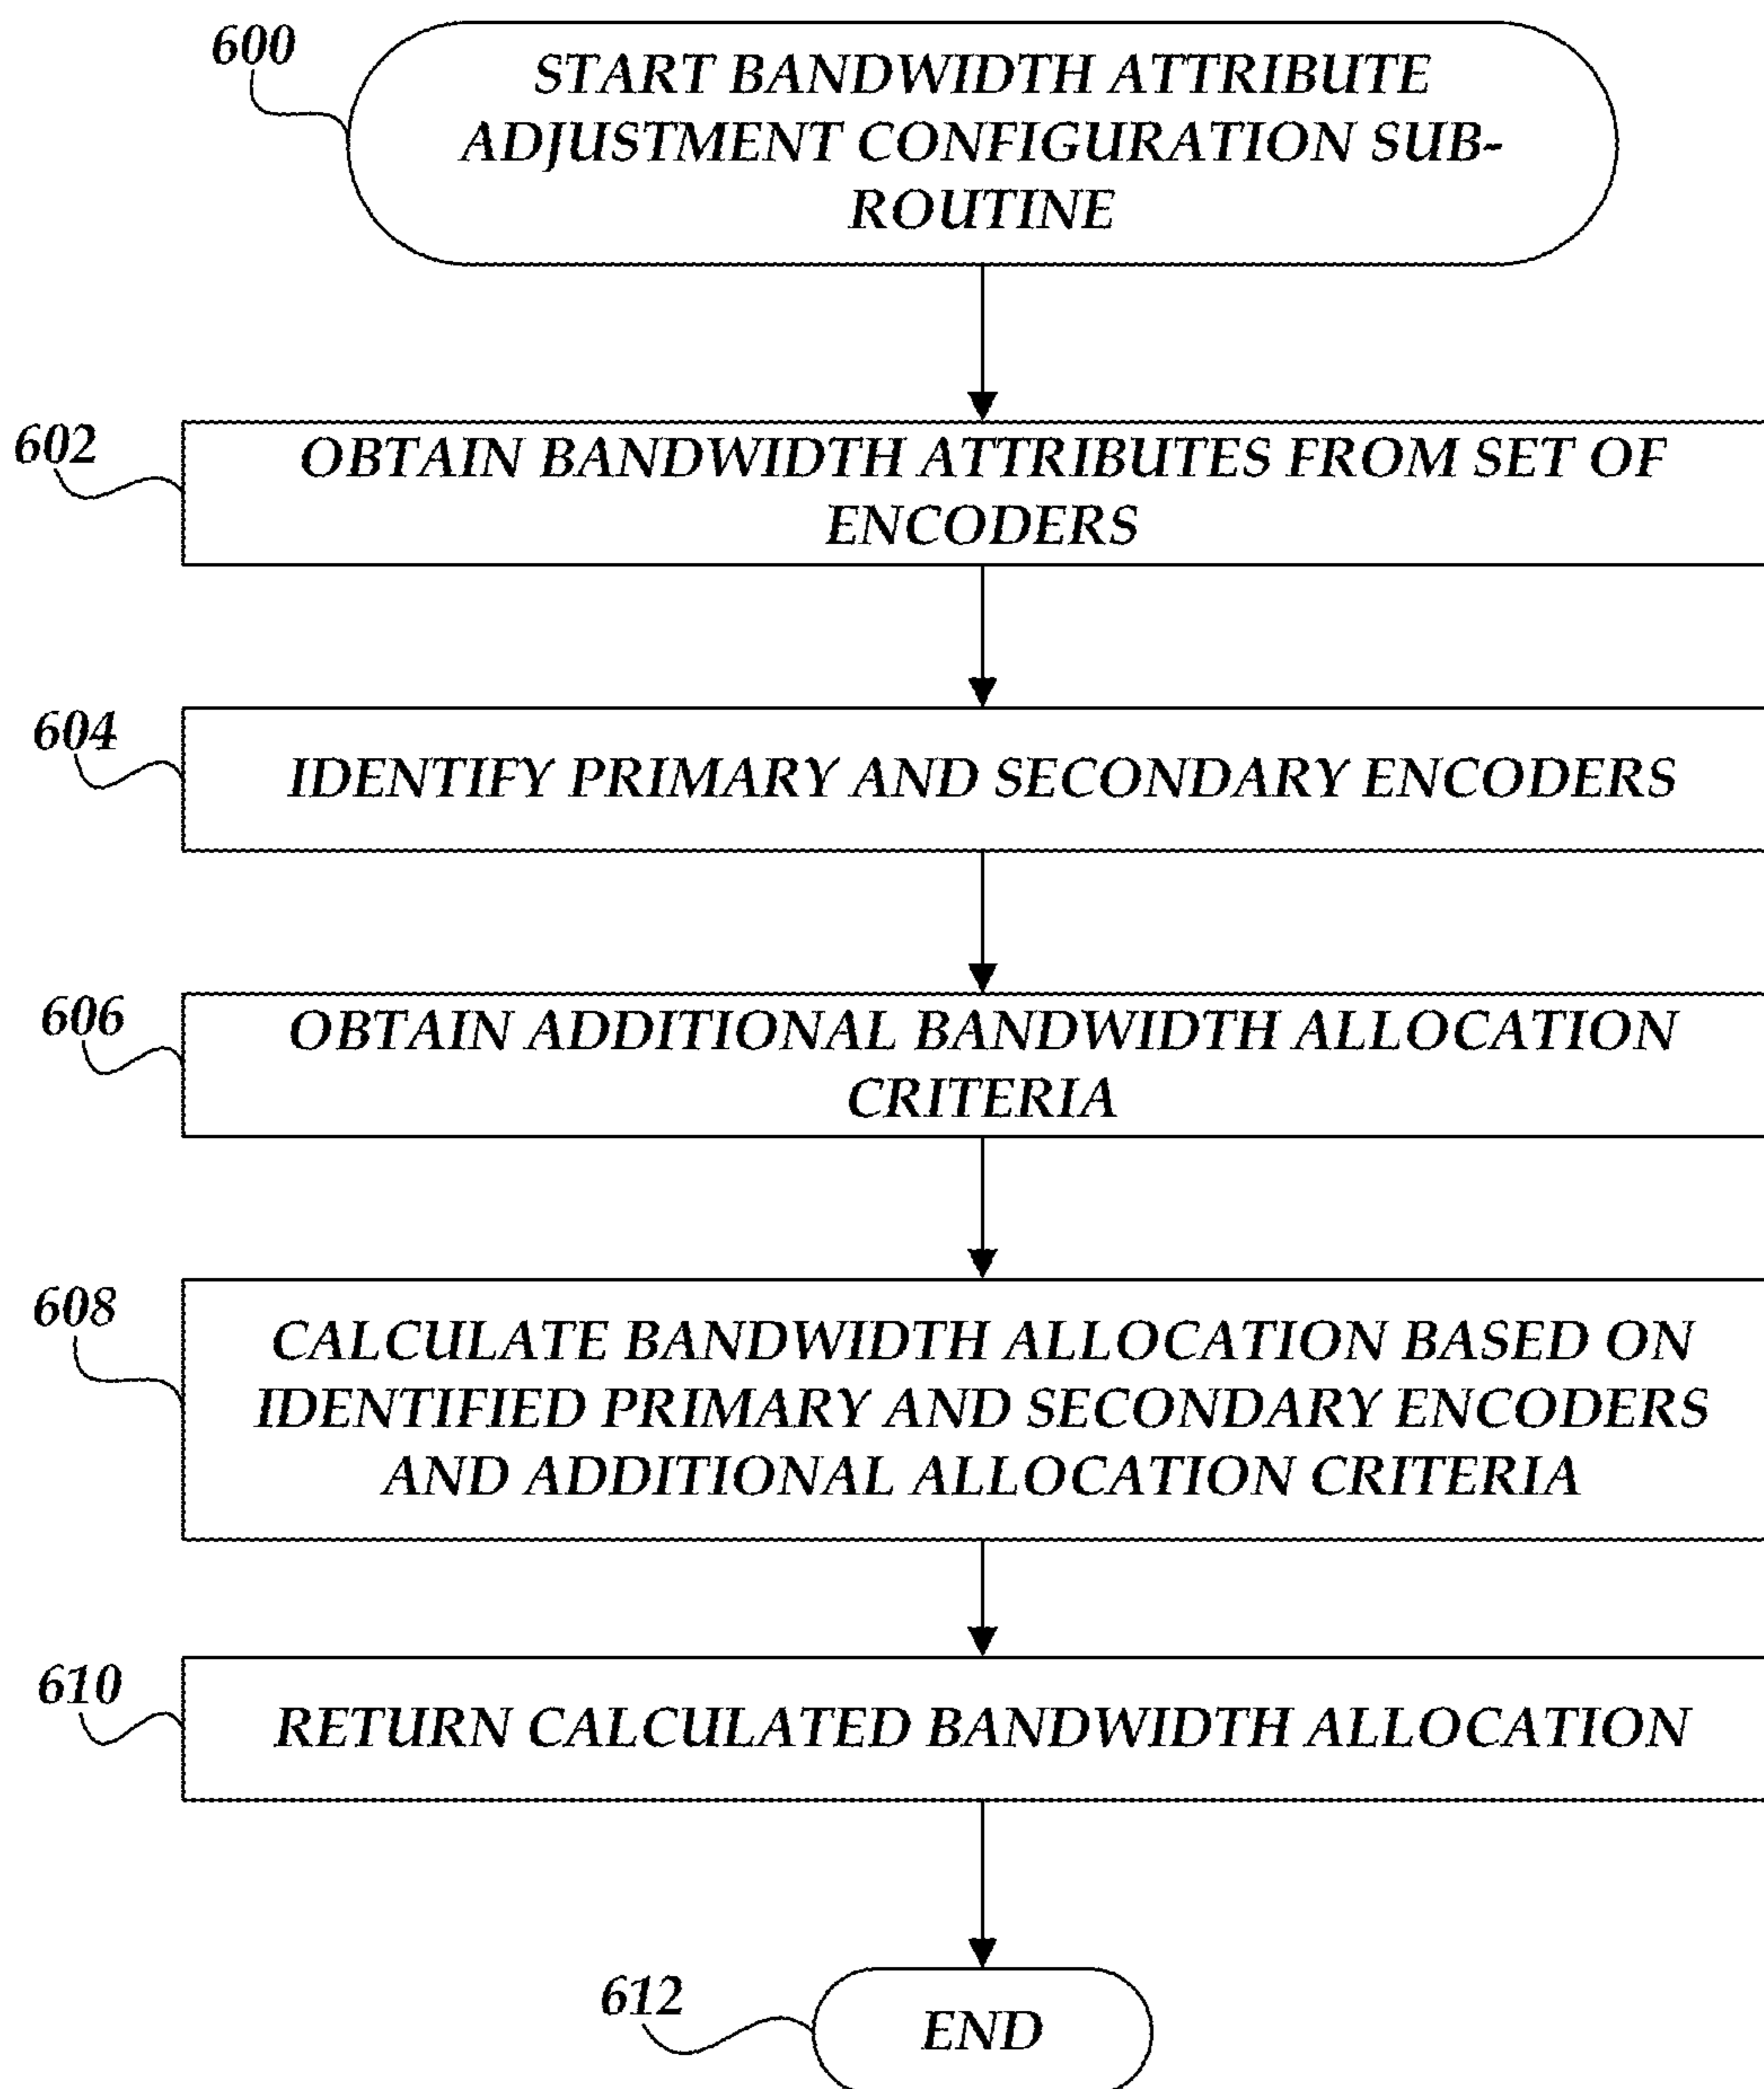 600
START BANDWIDTH ATTRIBUTE
ADJUSTMENT CONFIGURATION SUB-
ROUTINE
602
OBTAIN BANDWIDTH ATTRIBUTES FROM SET OF
ENCODERS
604
IDENTIFY PRIMARY AND SECONDARY ENCODERS
606
OBTAIN ADDITIONAL BANDWIDTH ALLOCATION
CRITERIA
608
CALCULATE BANDWIDTH ALLOCATION BASED ON
IDENTIFIED PRIMARY AND SECONDARY ENCODERS
AND ADDITIONAL ALLOCATION CRITERIA
610
RETURN CALCULATED BANDWIDTH ALLOCATION
612
END